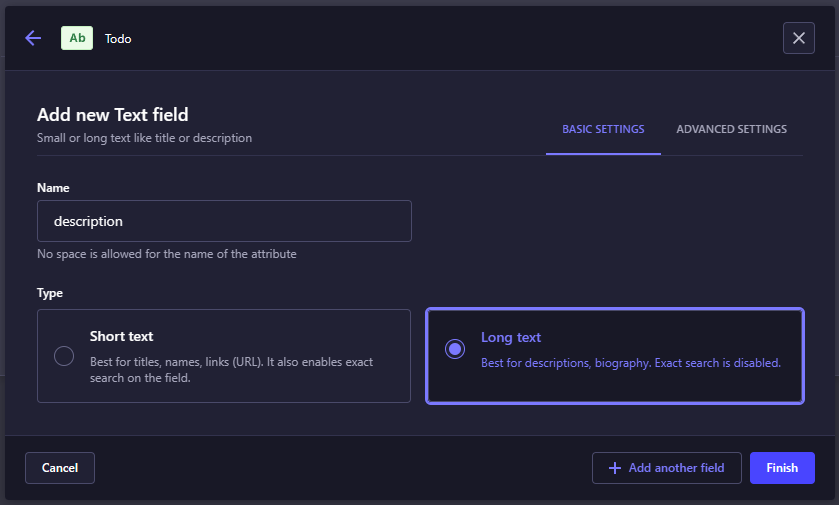 Ab Todo
Add new Text field
Small or long text like title or description
BASIC SETTINGS
ADVANCED SETTINGS
Name
description
No space is allowed for the name of the attribute
Type
Short text
Best for titles, names, links (URL). It also enables exact
search on the field.
Long text
Best for descriptions, biography. Exact search is disabled.
Cancel
Add another field
Finish